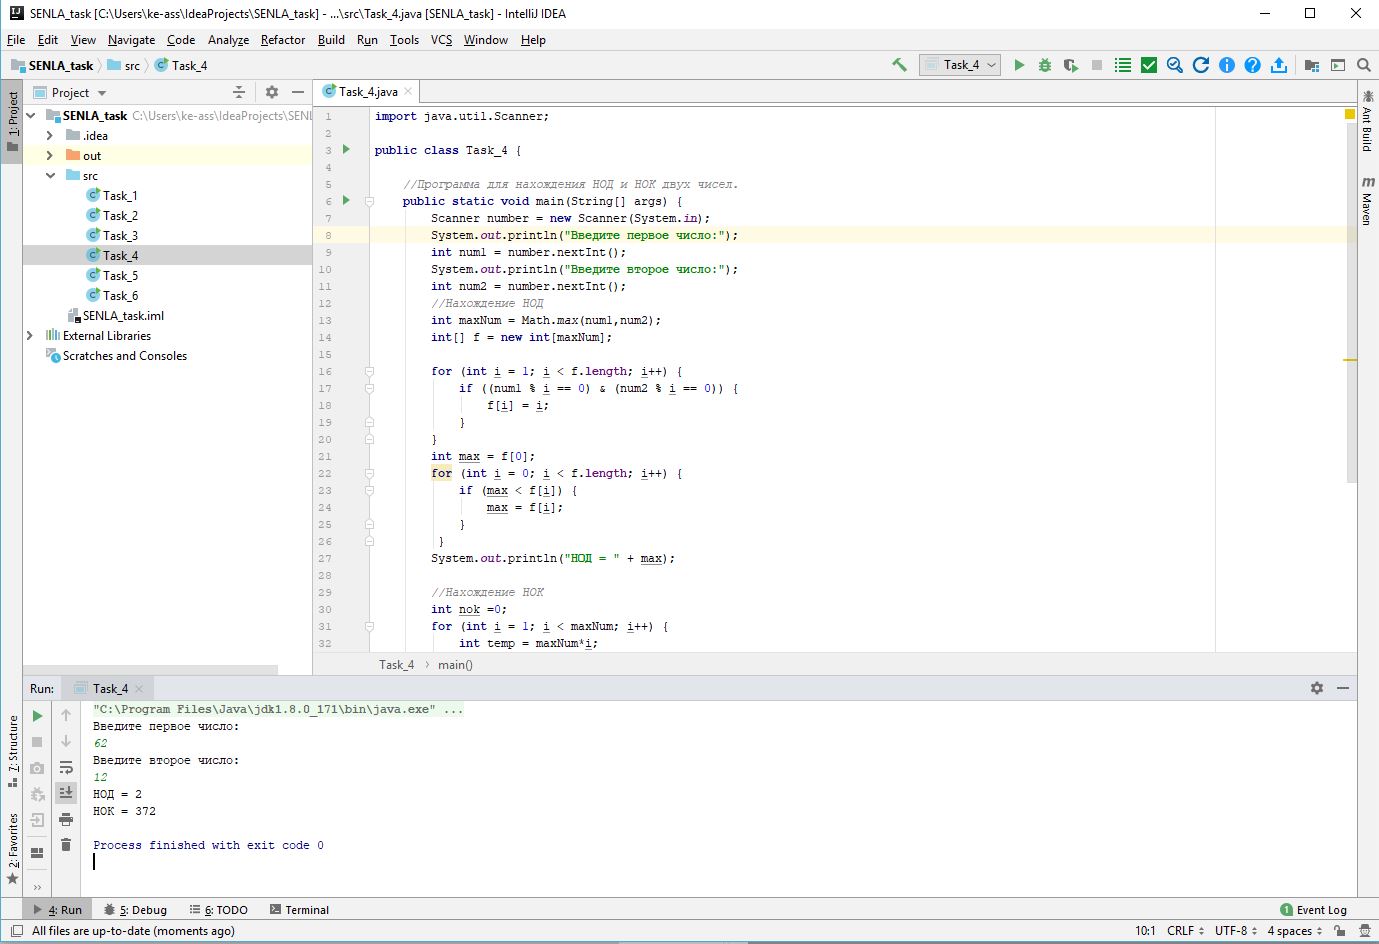 SENLA_task [C:\Users\ke-ass\IdeaProjects\SENLA_task] - ...\src\Task_4.java [SENLA_task] - IntelliJ IDEA
File Edit View Navigate Code Analyze Refactor Build Run Tools VCS Window Help
SENLA_task src Task_4
Task_4
1: Project
Project
SENLA_task C:\Users\ke-ass\IdeaProjects\SENL
.idea
out
src
Task_1
Task_2
Task_3
Task_4
Task_5
Task_6
SENLA_task.iml
External Libraries
Scratches and Consoles
Task_4.java
1 import java.util.Scanner;
2
3 public class Task_4 {
4
5 //Программа для нахождения НОД и НОК двух чисел.
6 public static void main(String[] args) {
7 Scanner number = new Scanner(System.in);
8 System.out.println("Введите первое число:");
9 int num1 = number.nextInt();
10 System.out.println("Введите второе число:");
11 int num2 = number.nextInt();
12 //Нахождение НОД
13 int maxNum = Math.max(num1,num2);
14 int[] f = new int[maxNum];
15
16 for (int i = 1; i < f.length; i++) {
17 if ((num1 % i == 0) & (num2 % i == 0)) {
18 f[i] = i;
19 }
20 }
21 int max = f[0];
22 for (int i = 0; i < f.length; i++) {
23 if (max < f[i]) {
24 max = f[i];
25 }
26 }
27 System.out.println("НОД = " + max);
28
29 //Нахождение НОК
30 int nok =0;
31 for (int i = 1; i < maxNum; i++) {
32 int temp = maxNum*i;
Task_4 › main()
Ant Build
Maven
Run: Task_4
"C:\Program Files\Java\jdk1.8.0_171\bin\java.exe" ...
Введите первое число:
62
Введите второе число:
12
НОД = 2
НОК = 372
Process finished with exit code 0
7: Structure
2: Favorites
4: Run 5: Debug 6: TODO Terminal 1 Event Log
All files are up-to-date (moments ago) 10:1 CRLF UTF-8 4 spaces